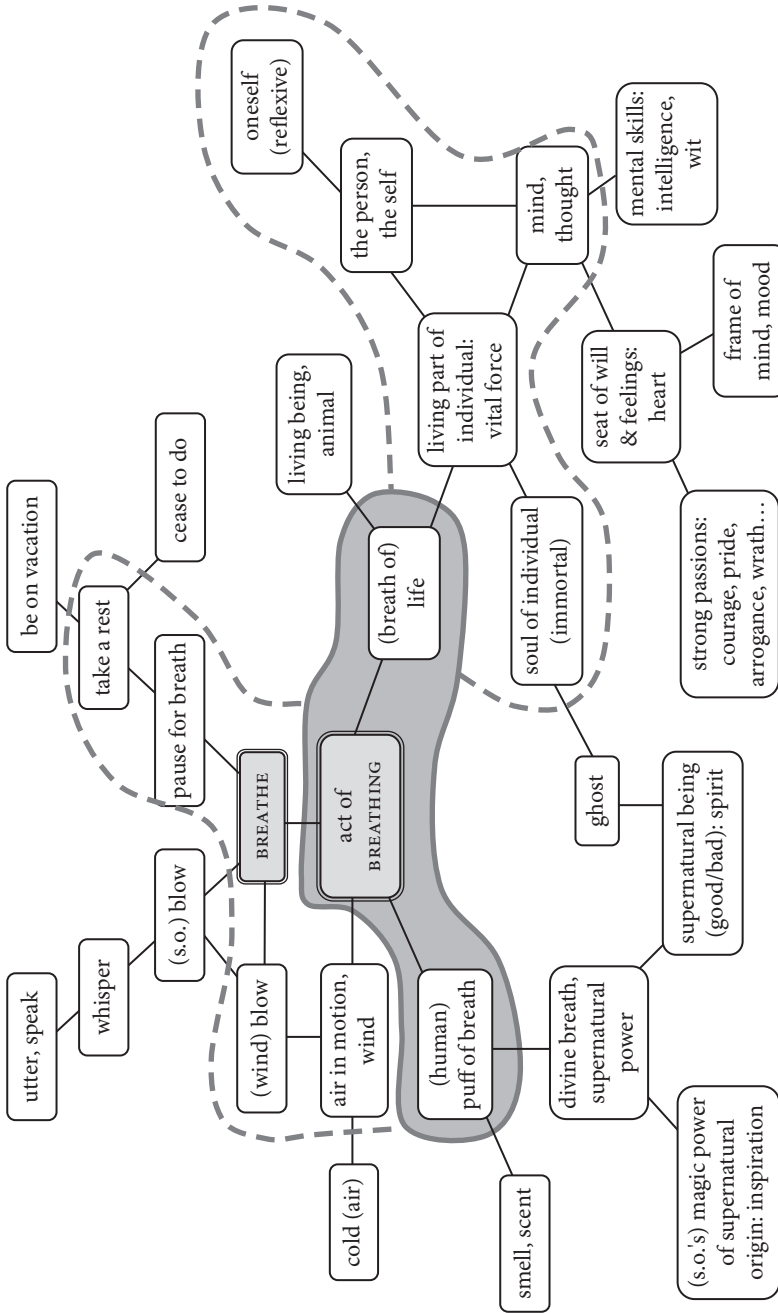 utter, speak
whisper
(s.o.) blow
be on vacation
take a rest
cease to do
pause for breath
BREATHE
(wind) blow
air in motion,
wind
cold (air)
act of
BREATHING
(human)
puff of breath
smell, scent
(breath of)
life
living being,
animal
living part of
individual:
vital force
the person,
the self
oneself
(reflexive)
mind,
thought
mental skills:
intelligence,
wit
seat of will
& feelings:
heart
frame of
mind, mood
strong passions:
courage, pride,
arrogance, wrath…
soul of individual
(immortal)
ghost
supernatural being
(good/bad): spirit
divine breath,
supernatural
power
(s.o.'s) magic power
of supernatural
origin: inspiration